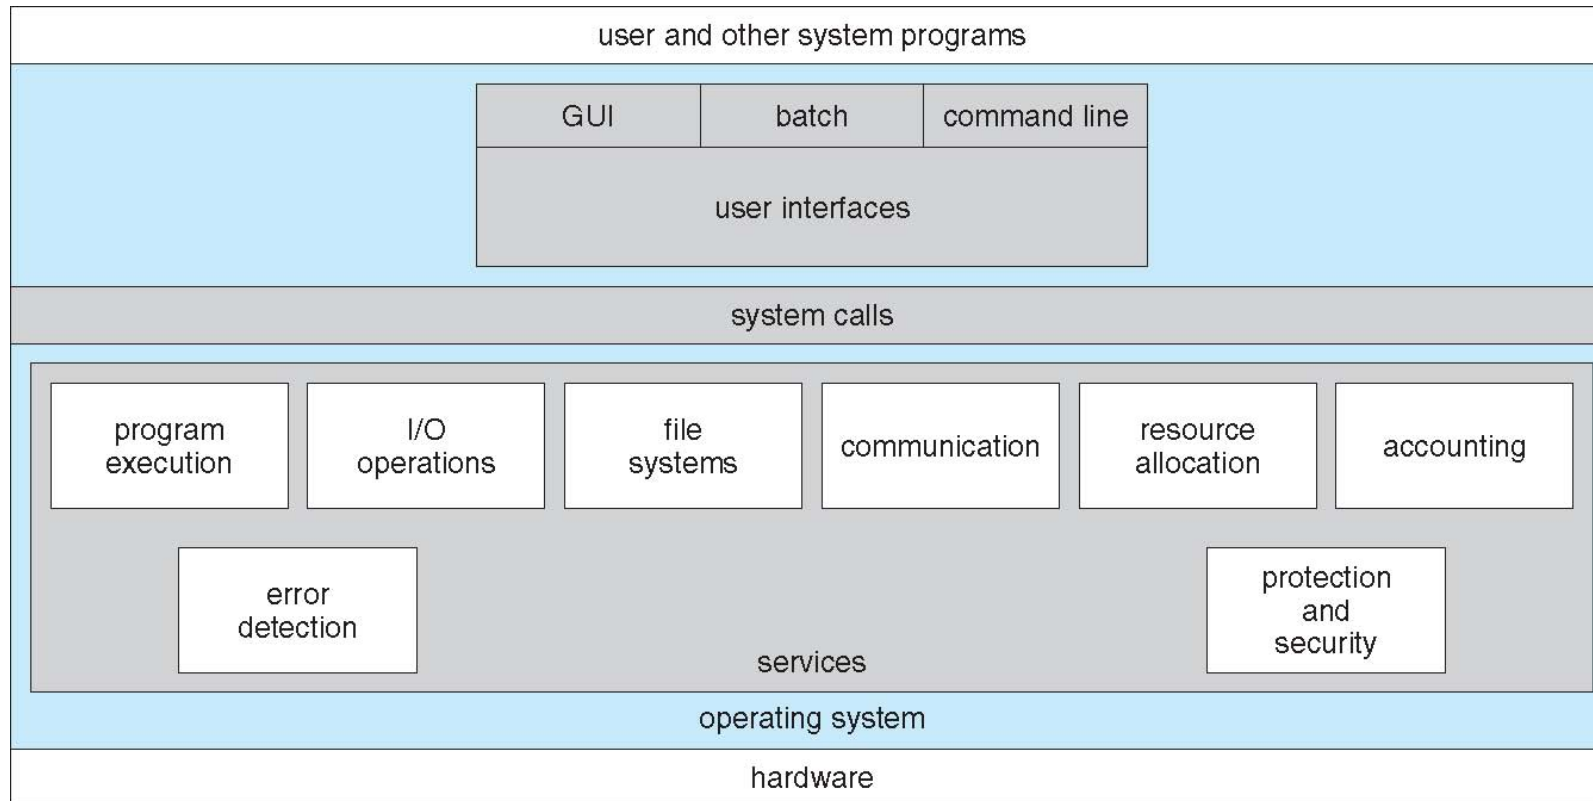 user and other system programs
GUI
batch
command line
user interfaces
system calls
program
execution
I/O
operations
file
systems
communication
resource
allocation
accounting
error
detection
protection
and
security
services
operating system
hardware